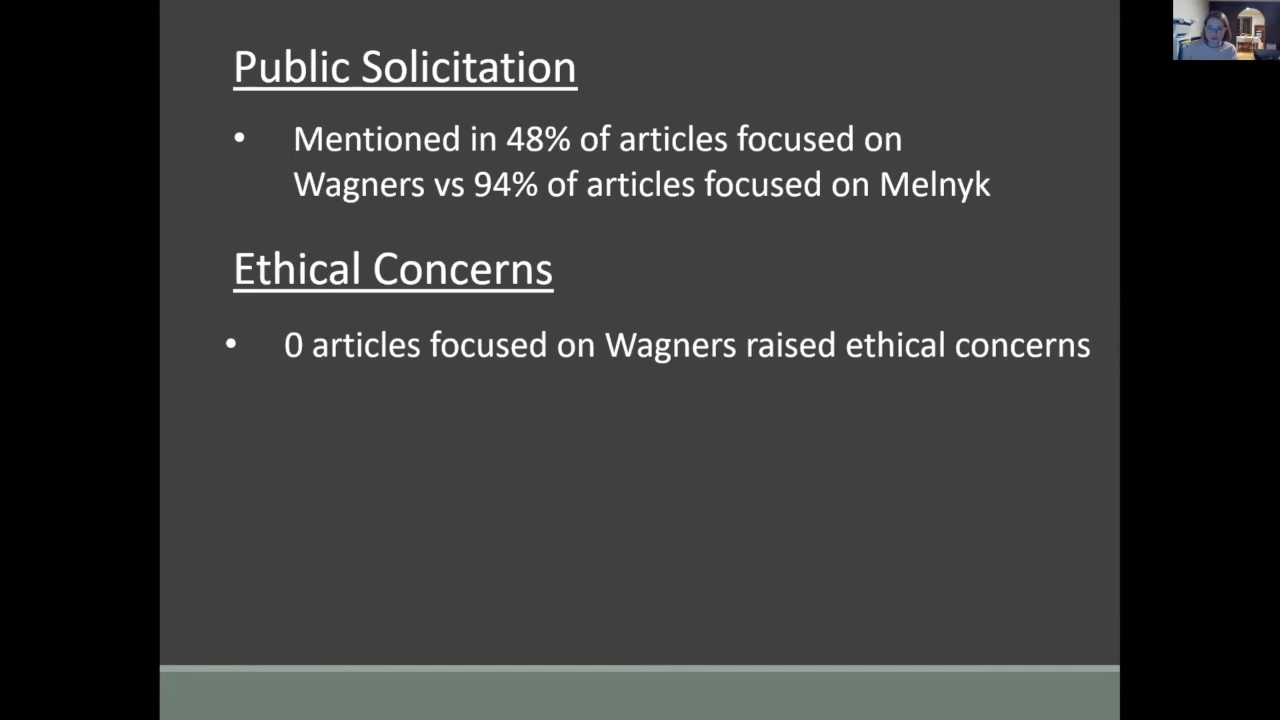 Public Solicitation
• Mentioned in 48% of articles focused on
Wagners vs 94% of articles focused on Melnyk
Ethical Concerns
• 0 articles focused on Wagners raised ethical concerns